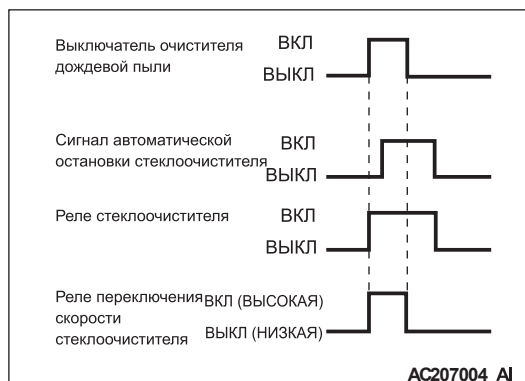 Выключатель очистителя ВКЛ
дождевой пыли ВЫКЛ
Сигнал автоматической ВКЛ
остановки стеклоочистителя ВЫКЛ
Реле стеклоочистителя ВКЛ
ВЫКЛ
Реле переключения ВКЛ (ВЫСОКАЯ)
скорости
стеклоочистителя ВЫКЛ (НИЗКАЯ)
AC207004 AI